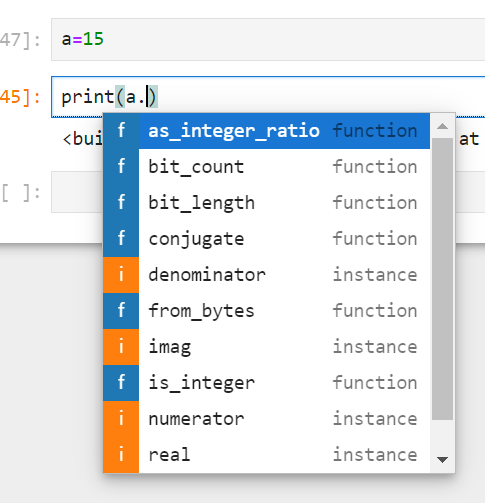 47]: a=15
45]: print(a.)
f as_integer_ratio function
<bui at
f bit_count function
f bit_length function
[ ]:
f conjugate function
i denominator instance
f from_bytes function
i imag instance
f is_integer function
i numerator instance
i real instance